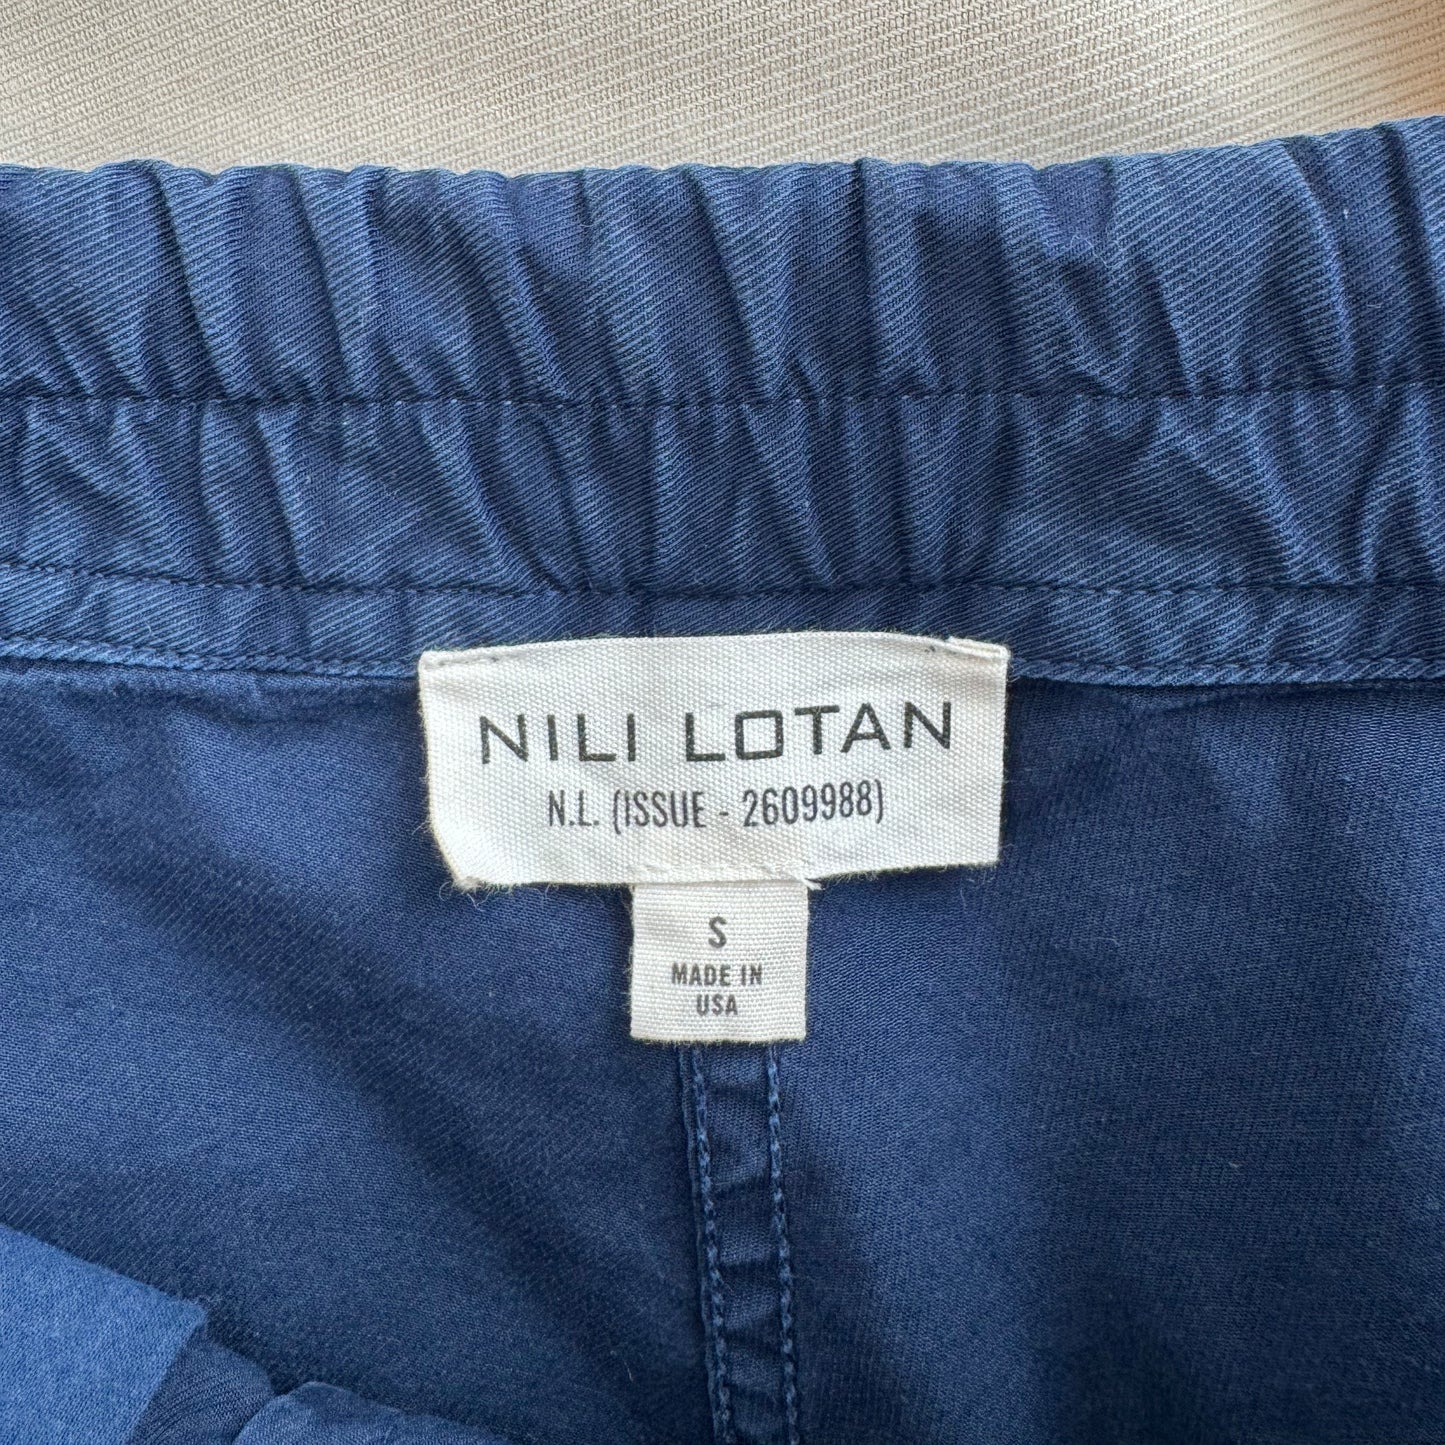 NILI LOTAN
N.L. (ISSUE - 2609988)
S
MADE IN
USA